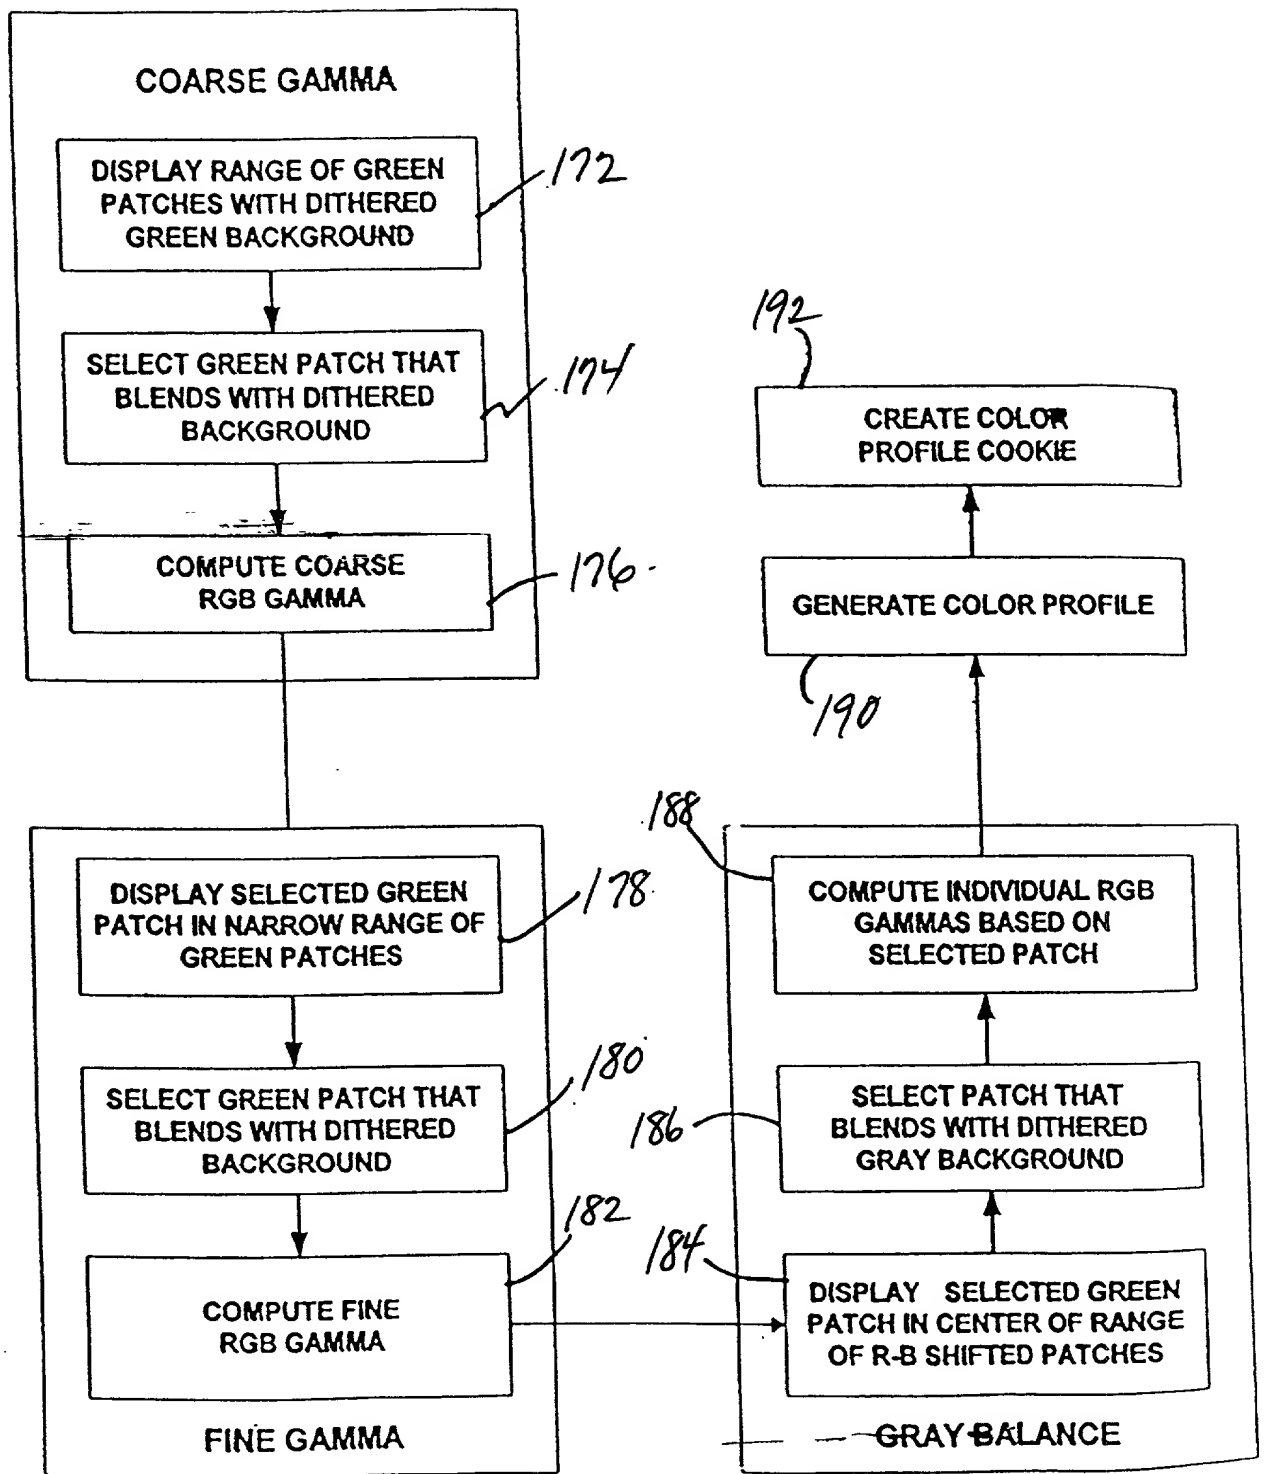 COARSE GAMMA
DISPLAY RANGE OF GREEN
PATCHES WITH DITHERED
GREEN BACKGROUND
172
SELECT GREEN PATCH THAT
BLENDS WITH DITHERED
BACKGROUND
174
COMPUTE COARSE
RGB GAMMA
176
DISPLAY SELECTED GREEN
PATCH IN NARROW RANGE OF
GREEN PATCHES
178
SELECT GREEN PATCH THAT
BLENDS WITH DITHERED
BACKGROUND
180
COMPUTE FINE
RGB GAMMA
182
FINE GAMMA
184
DISPLAY SELECTED GREEN
PATCH IN CENTER OF RANGE
OF R-B SHIFTED PATCHES
186
SELECT PATCH THAT
BLENDS WITH DITHERED
GRAY BACKGROUND
188
COMPUTE INDIVIDUAL RGB
GAMMAS BASED ON
SELECTED PATCH
GRAY BALANCE
GENERATE COLOR PROFILE
190
192
CREATE COLOR
PROFILE COOKIE